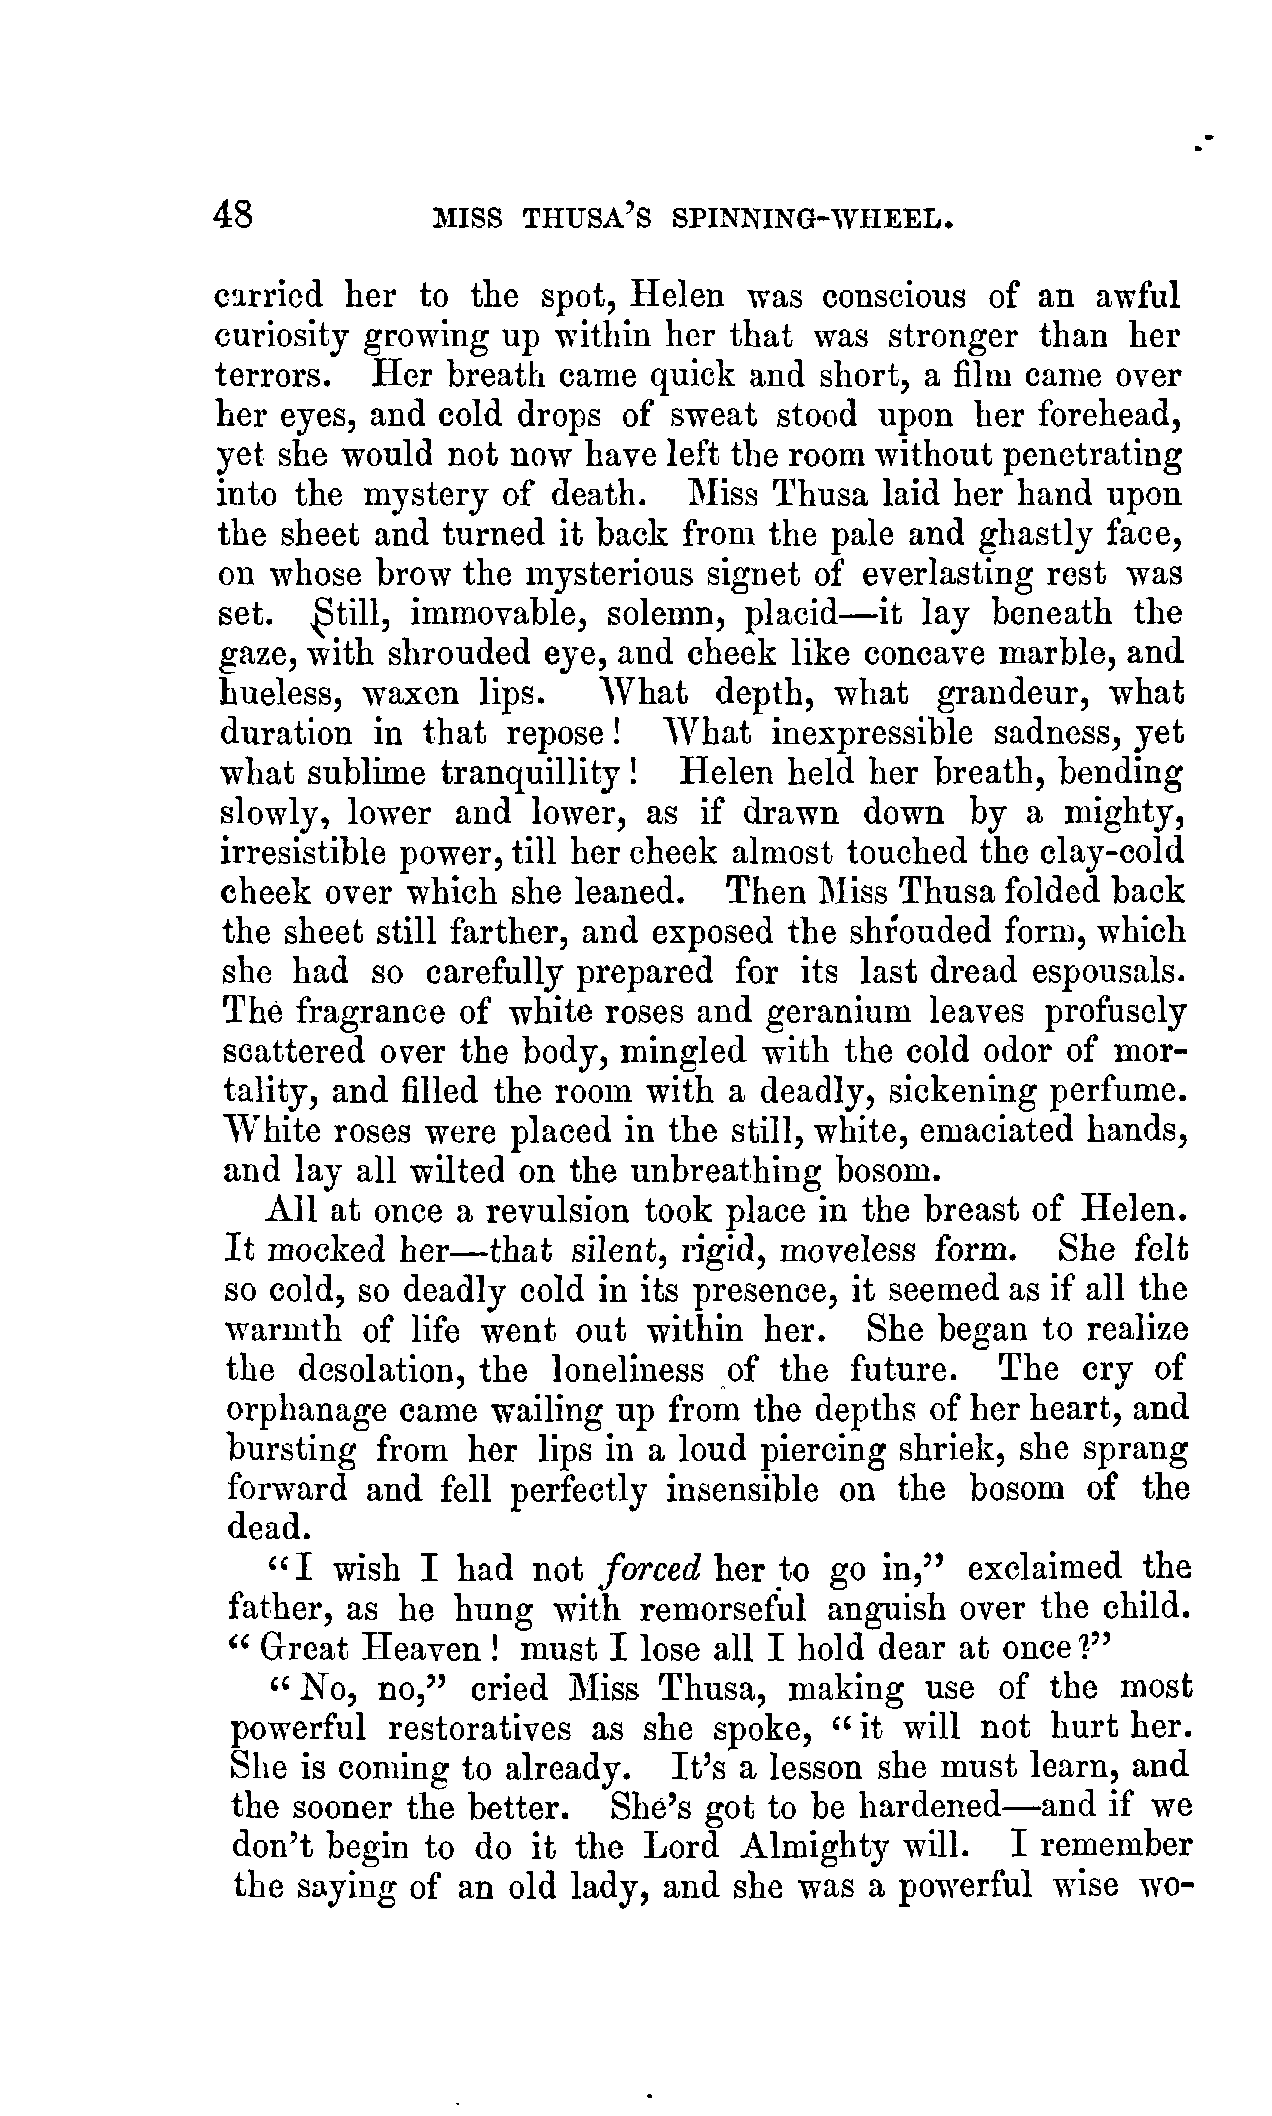 48 MISS THUSA'S SPINNING-WHEEL.
carried her to the spot, Helen was conscious of an awful
curiosity growing up within her that was stronger than her
terrors. Her breath came quick and short, a film came over
her eyes, and cold drops of sweat stood upon her forehead,
yet she would not now have left the room without penetrating
into the mystery of death. Miss Thusa laid her hand upon
the sheet and turned it back from the pale and ghastly face,
on whose brow the mysterious signet of everlasting rest was
set. Still, immovable, solemn, placid—it lay beneath the
gaze, with shrouded eye, and cheek like concave marble, and
hueless, waxen lips. What depth, what grandeur, what
duration in that repose! What inexpressible sadness, yet
what sublime tranquillity! Helen held her breath, bending
slowly, lower and lower, as if drawn down by a mighty,
irresistible power, till her cheek almost touched the clay-cold
cheek over which she leaned. Then Miss Thusa folded back
the sheet still farther, and exposed the shrouded form, which
she had so carefully prepared for its last dread espousals.
The fragrance of white roses and geranium leaves profusely
scattered over the body, mingled with the cold odor of mor-
tality, and filled the room with a deadly, sickening perfume.
White roses were placed in the still, white, emaciated hands,
and lay all wilted on the unbreathing bosom.
All at once a revulsion took place in the breast of Helen.
It mocked her—that silent, rigid, moveless form. She felt
so cold, so deadly cold in its presence, it seemed as if all the
warmth of life went out within her. She began to realize
the desolation, the loneliness of the future. The cry of
orphanage came wailing up from the depths of her heart, and
bursting from her lips in a loud piercing shriek, she sprang
forward and fell perfectly insensible on the bosom of the
dead.
"I wish I had not forced her to go in," exclaimed the
father, as he hung with remorseful anguish over the child.
"Great Heaven! must I lose all I hold dear at once?"
"No, no," cried Miss Thusa, making use of the most
powerful restoratives as she spoke, "it will not hurt her.
She is coming to already. It's a lesson she must learn, and
the sooner the better. She's got to be hardened—and if we
don't begin to do it the Lord Almighty will. I remember
the saying of an old lady, and she was a powerful wise wo-